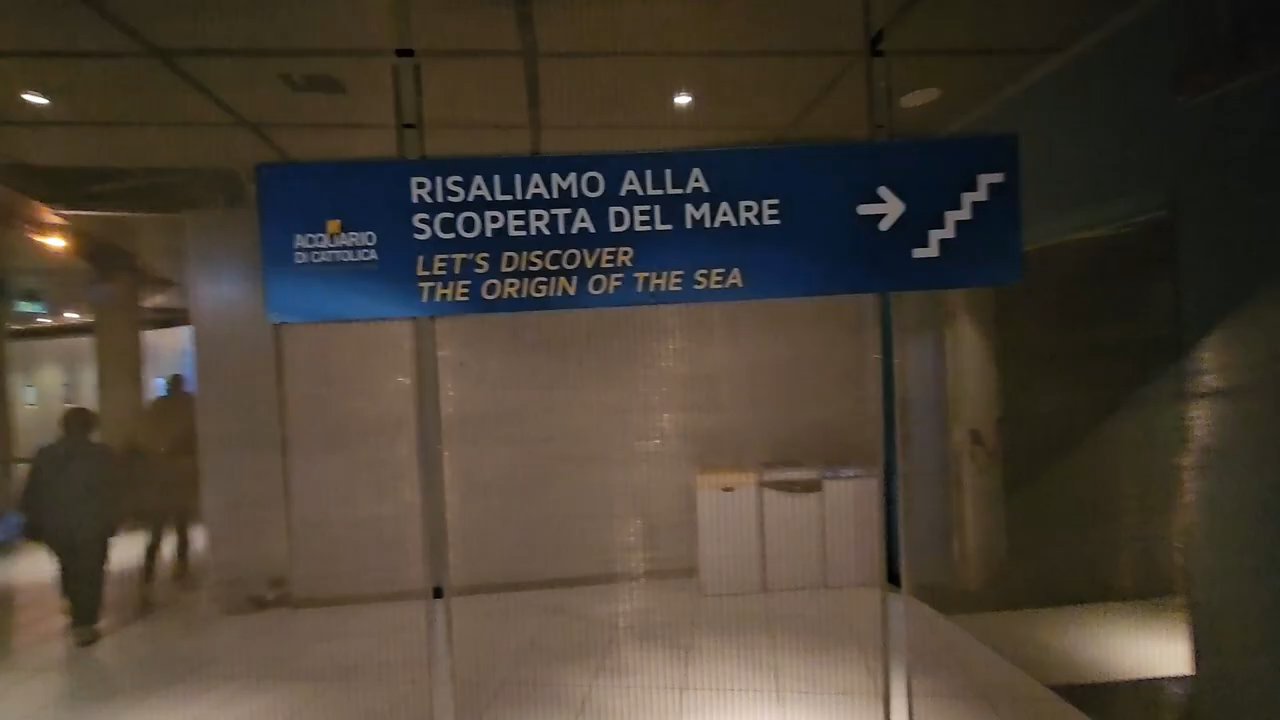 ACQUARIO
DI CATTOLICA
RISALIAMO ALLA
SCOPERTA DEL MARE
LET'S DISCOVER
THE ORIGIN OF THE SEA